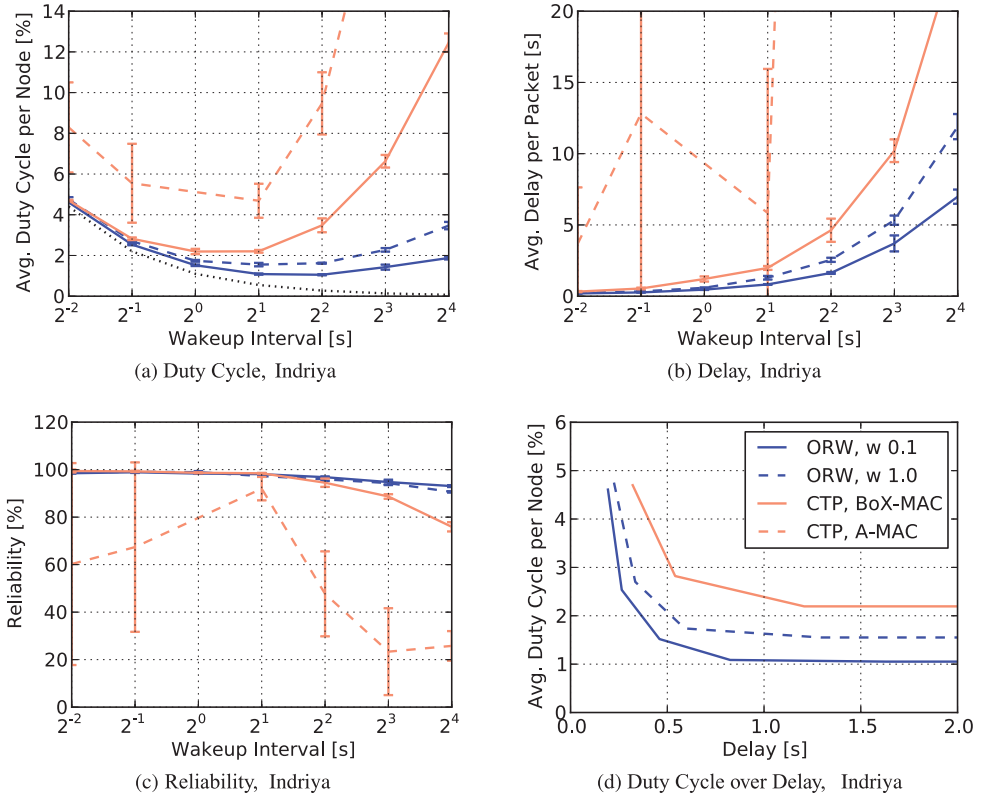 14
12
10
8
6
4
2
0
Avg. Duty Cycle per Node [%]
2^-2 2^-1 2^0 2^1 2^2 2^3 2^4
Wakeup Interval [s]
(a) Duty Cycle, Indriya
20
15
10
5
0
Avg. Delay per Packet [s]
2^-2 2^-1 2^0 2^1 2^2 2^3 2^4
Wakeup Interval [s]
(b) Delay, Indriya
120
100
80
60
40
20
0
Reliability [%]
2^-2 2^-1 2^0 2^1 2^2 2^3 2^4
Wakeup Interval [s]
(c) Reliability, Indriya
6
5
4
3
2
1
0
Avg. Duty Cycle per Node [%]
ORW, w 0.1
ORW, w 1.0
CTP, BoX-MAC
CTP, A-MAC
0.0 0.5 1.0 1.5 2.0
Delay [s]
(d) Duty Cycle over Delay, Indriya